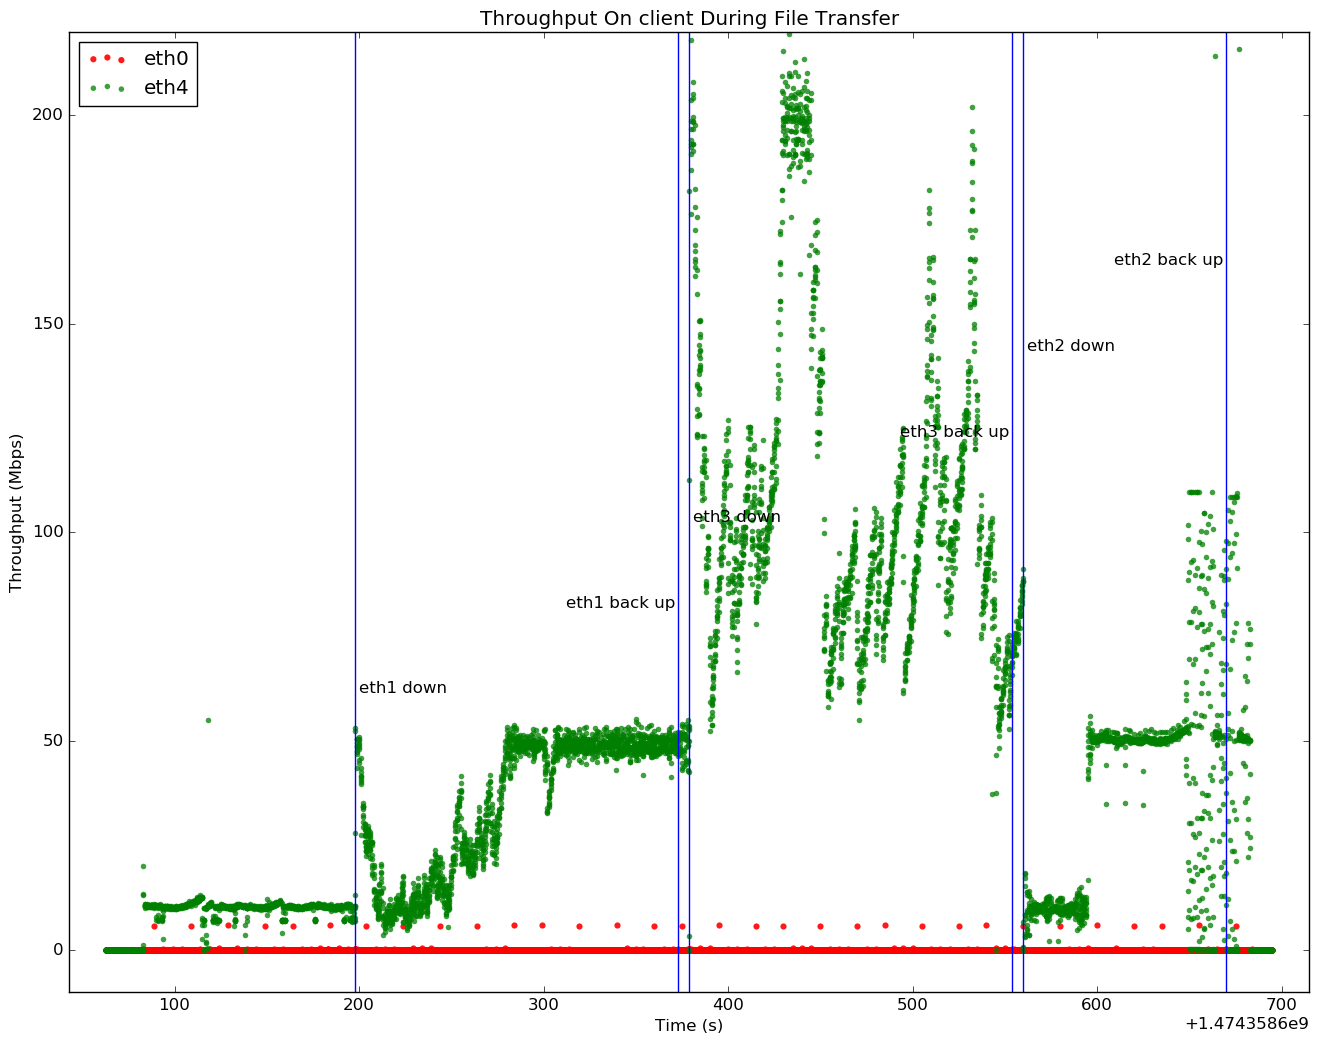 Throughput On client During File Transfer
eth0
eth4
200
150
100
50
0
Throughput (Mbps)
eth2 back up
eth2 down
eth3 back up
eth3 down
eth1 back up
eth1 down
100 200 300 400 500 600 700
Time (s)
+1.4743586e9